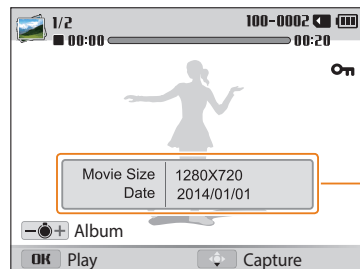 1/2 100-0002
00:00 00:20
Movie Size 1280X720
Date 2014/01/01
Album
OK Play Capture